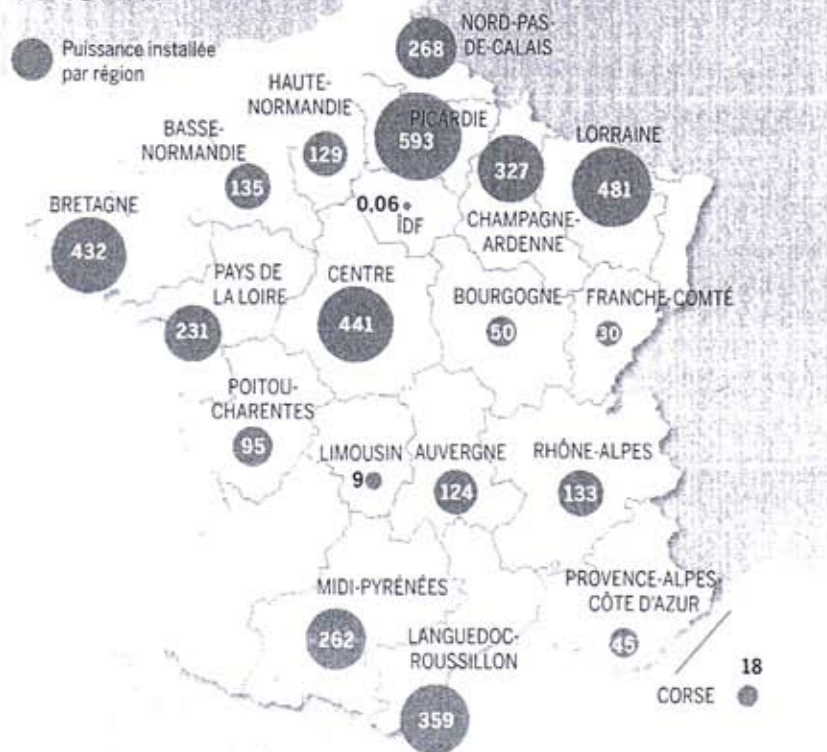 Puissance installée
par région
NORD-PAS-
DE-CALAIS
268
HAUTE-
NORMANDIE
129
PICARDIE
593
BASSE-
NORMANDIE
135
LORRAINE
481
327
CHAMPAGNE-
ARDENNE
0,06
ÎDF
BRETAGNE
432
PAYS DE
LA LOIRE
231
CENTRE
441
BOURGOGNE
50
FRANCHE-COMTÉ
30
POITOU-
CHARENTES
95
LIMOUSIN
9
AUVERGNE
124
RHÔNE-ALPES
133
MIDI-PYRÉNÉES
262
LANGUEDOC-
ROUSSILLON
359
PROVENCE-ALPES-
CÔTE D'AZUR
45
18
CORSE